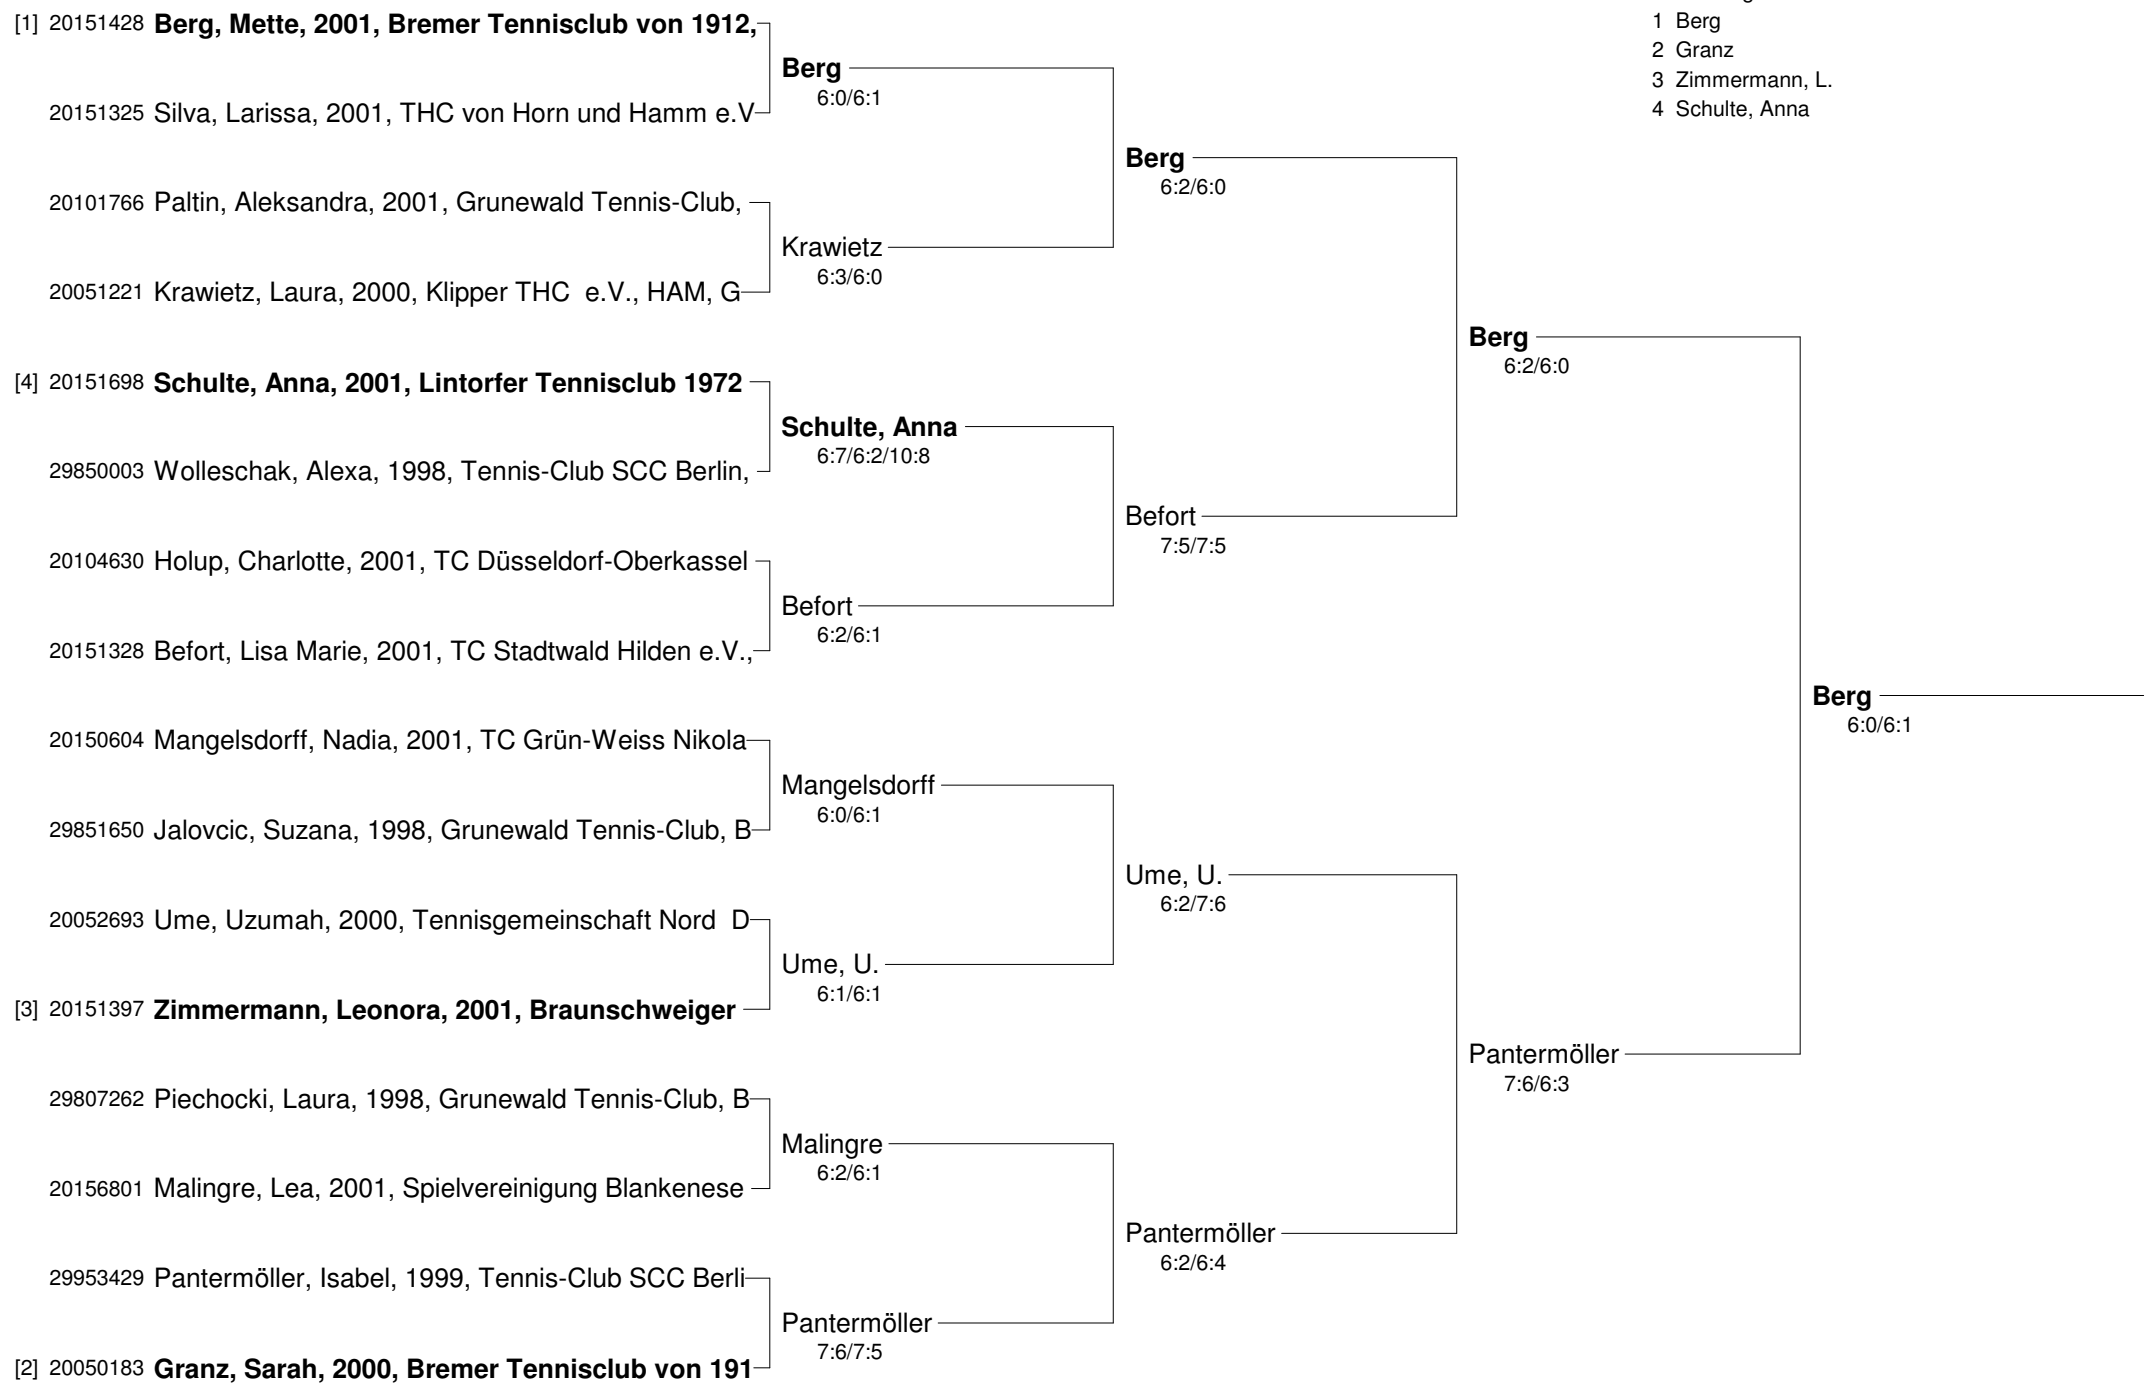 1 Berg
2 Granz
3 Zimmermann, L.
4 Schulte, Anna
[1] 20151428 Berg, Mette, 2001, Bremer Tennisclub von 1912,
Berg
6:0/6:1
20151325 Silva, Larissa, 2001, THC von Horn und Hamm e.V
Berg
6:2/6:0
20101766 Paltin, Aleksandra, 2001, Grunewald Tennis-Club,
Krawietz
6:3/6:0
20051221 Krawietz, Laura, 2000, Klipper THC e.V., HAM, G
Berg
6:2/6:0
[4] 20151698 Schulte, Anna, 2001, Lintorfer Tennisclub 1972
Schulte, Anna
6:7/6:2/10:8
29850003 Wolleschak, Alexa, 1998, Tennis-Club SCC Berlin,
Befort
7:5/7:5
20104630 Holup, Charlotte, 2001, TC Düsseldorf-Oberkassel
Befort
6:2/6:1
20151328 Befort, Lisa Marie, 2001, TC Stadtwald Hilden e.V.,
Berg
6:0/6:1
20150604 Mangelsdorff, Nadia, 2001, TC Grün-Weiss Nikola
Mangelsdorff
6:0/6:1
29851650 Jalovcic, Suzana, 1998, Grunewald Tennis-Club, B
Ume, U.
6:2/7:6
20052693 Ume, Uzumah, 2000, Tennisgemeinschaft Nord D
Ume, U.
6:1/6:1
[3] 20151397 Zimmermann, Leonora, 2001, Braunschweiger
Pantermöller
7:6/6:3
29807262 Piechocki, Laura, 1998, Grunewald Tennis-Club, B
Malingre
6:2/6:1
20156801 Malingre, Lea, 2001, Spielvereinigung Blankenese
Pantermöller
6:2/6:4
29953429 Pantermöller, Isabel, 1999, Tennis-Club SCC Berli
Pantermöller
7:6/7:5
[2] 20050183 Granz, Sarah, 2000, Bremer Tennisclub von 191